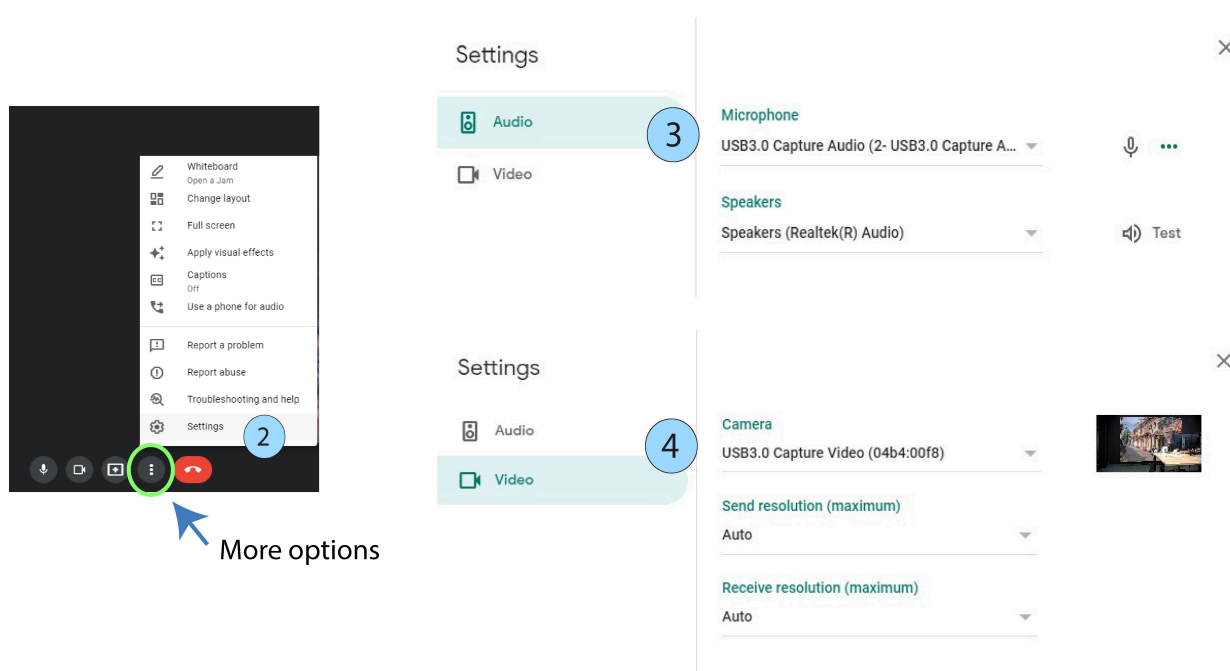 Whiteboard
Open a Jam
Change layout
Full screen
Apply visual effects
CC
Captions
Off
Use a phone for audio
Report a problem
Report abuse
Troubleshooting and help
Settings
2
More options
Settings
Audio
Video
3
Microphone
USB3.0 Capture Audio (2- USB3.0 Capture A...
Speakers
Speakers (Realtek(R) Audio)
Test
Settings
Audio
Video
4
Camera
USB3.0 Capture Video (04b4:00f8)
Send resolution (maximum)
Auto
Receive resolution (maximum)
Auto